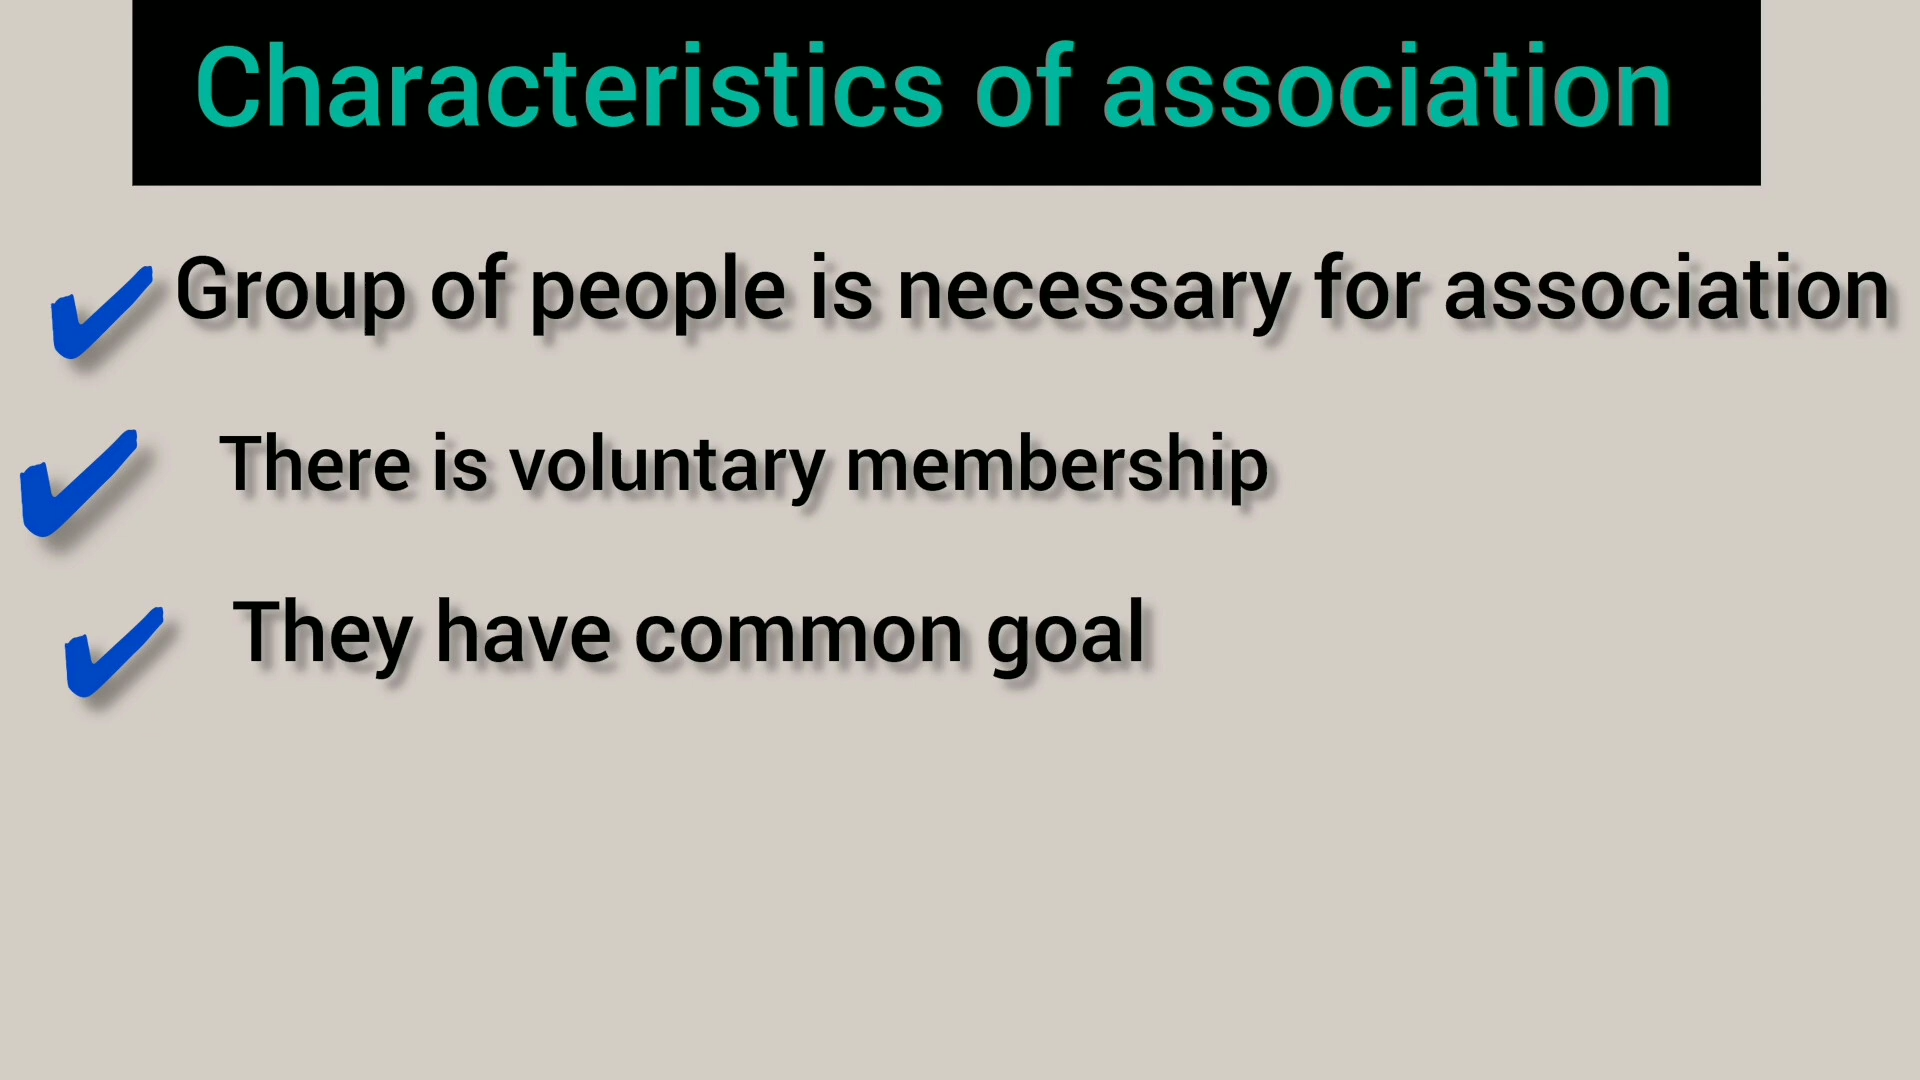 Characteristics of association
Group of people is necessary for association
There is voluntary membership
They have common goal